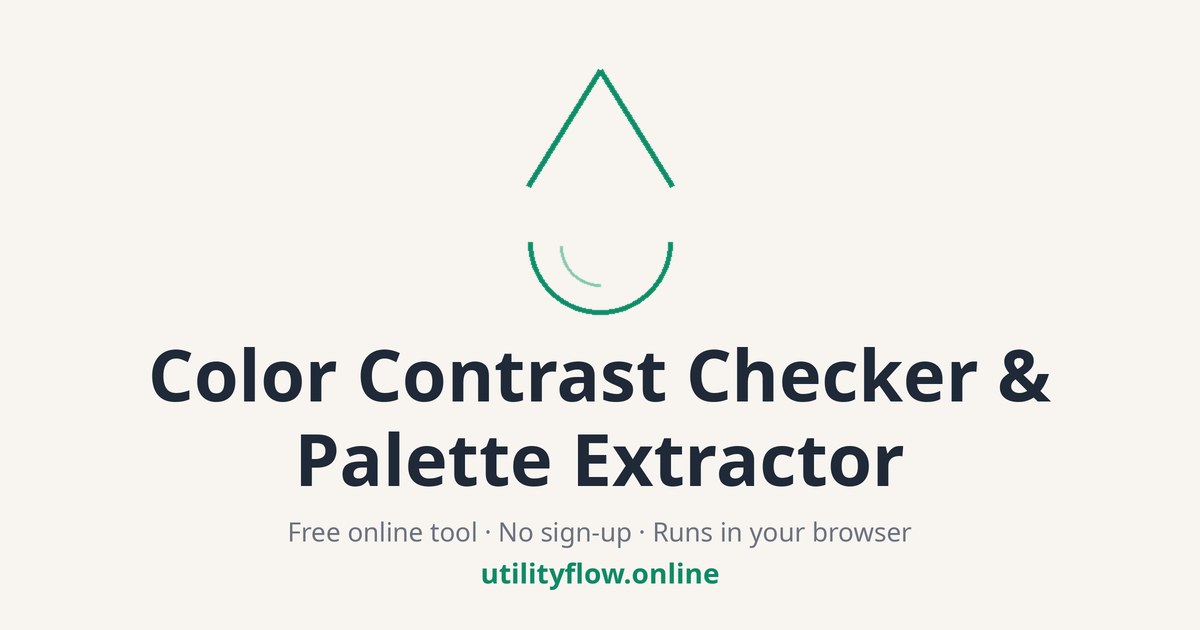 Color Contrast Checker &
Palette Extractor
Free online tool · No sign-up · Runs in your browser
utilityflow.online